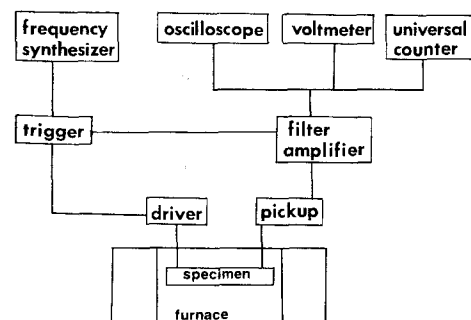 frequency
synthesizer
oscilloscope
voltmeter
universal
counter
trigger
filter
amplifier
driver
pickup
specimen
furnace